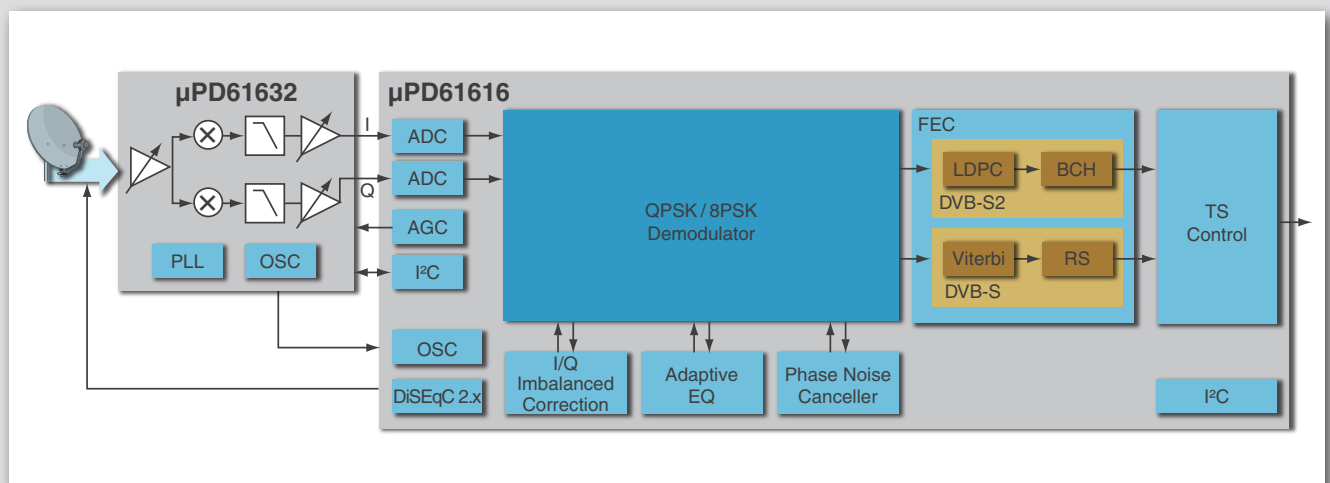 µPD61632
I
Q
PLL
OSC
µPD61616
ADC
ADC
AGC
I²C
OSC
DiSEqC 2.x
QPSK / 8PSK
Demodulator
I/Q
Imbalanced
Correction
Adaptive
EQ
Phase Noise
Canceller
FEC
LDPC
BCH
DVB-S2
Viterbi
RS
DVB-S
TS
Control
I²C